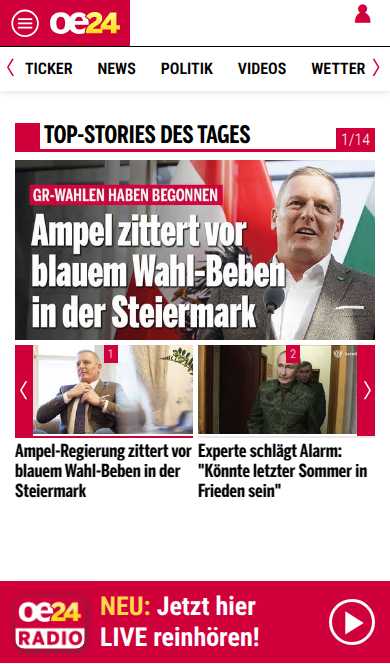 oe24
TICKER NEWS POLITIK VIDEOS WETTER
TOP-STORIES DES TAGES
1/14
GR-WAHLEN HABEN BEGONNEN
Ampel zittert vor
blauem Wahl-Beben
in der Steiermark
1
2
Ampel-Regierung zittert vor
blauem Wahl-Beben in der
Steiermark
Experte schlägt Alarm:
"Könnte letzter Sommer in
Frieden sein"
oe24
RADIO
NEU: Jetzt hier
LIVE reinhören!